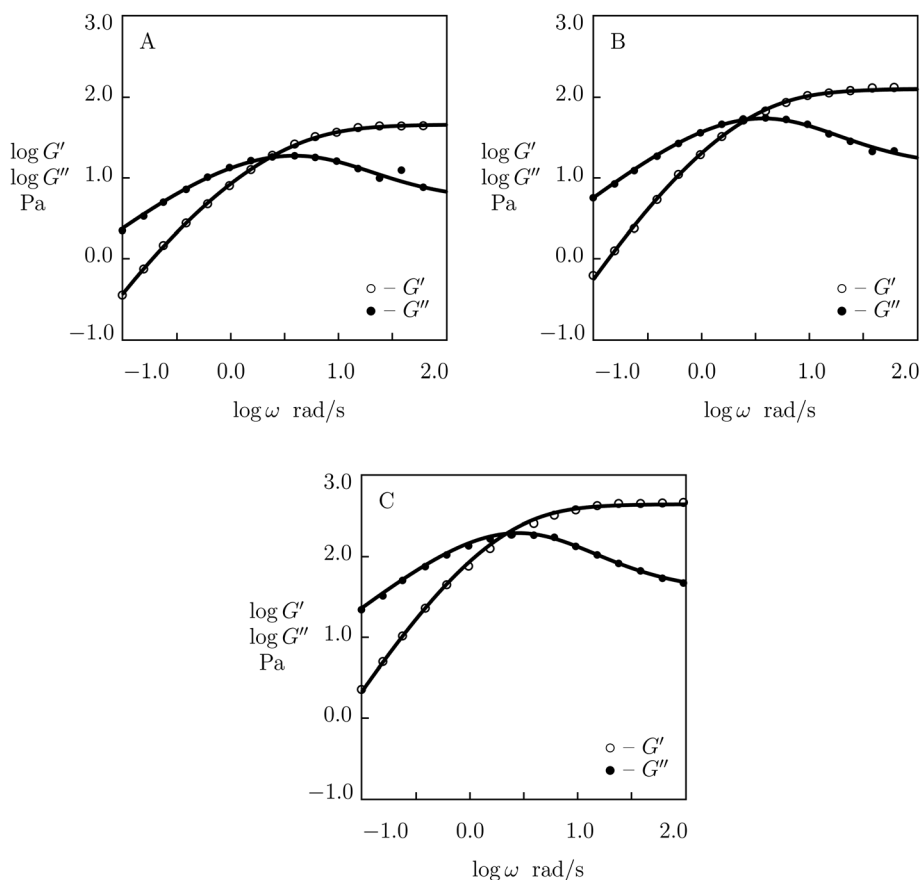 A
3.0
2.0
1.0
0.0
−1.0
log G′
log G″
Pa
○ – G′
● – G″
−1.0 0.0 1.0 2.0
log ω rad/s
B
3.0
2.0
1.0
0.0
−1.0
log G′
log G″
Pa
○ – G′
● – G″
−1.0 0.0 1.0 2.0
log ω rad/s
C
3.0
2.0
1.0
0.0
−1.0
log G′
log G″
Pa
○ – G′
● – G″
−1.0 0.0 1.0 2.0
log ω rad/s